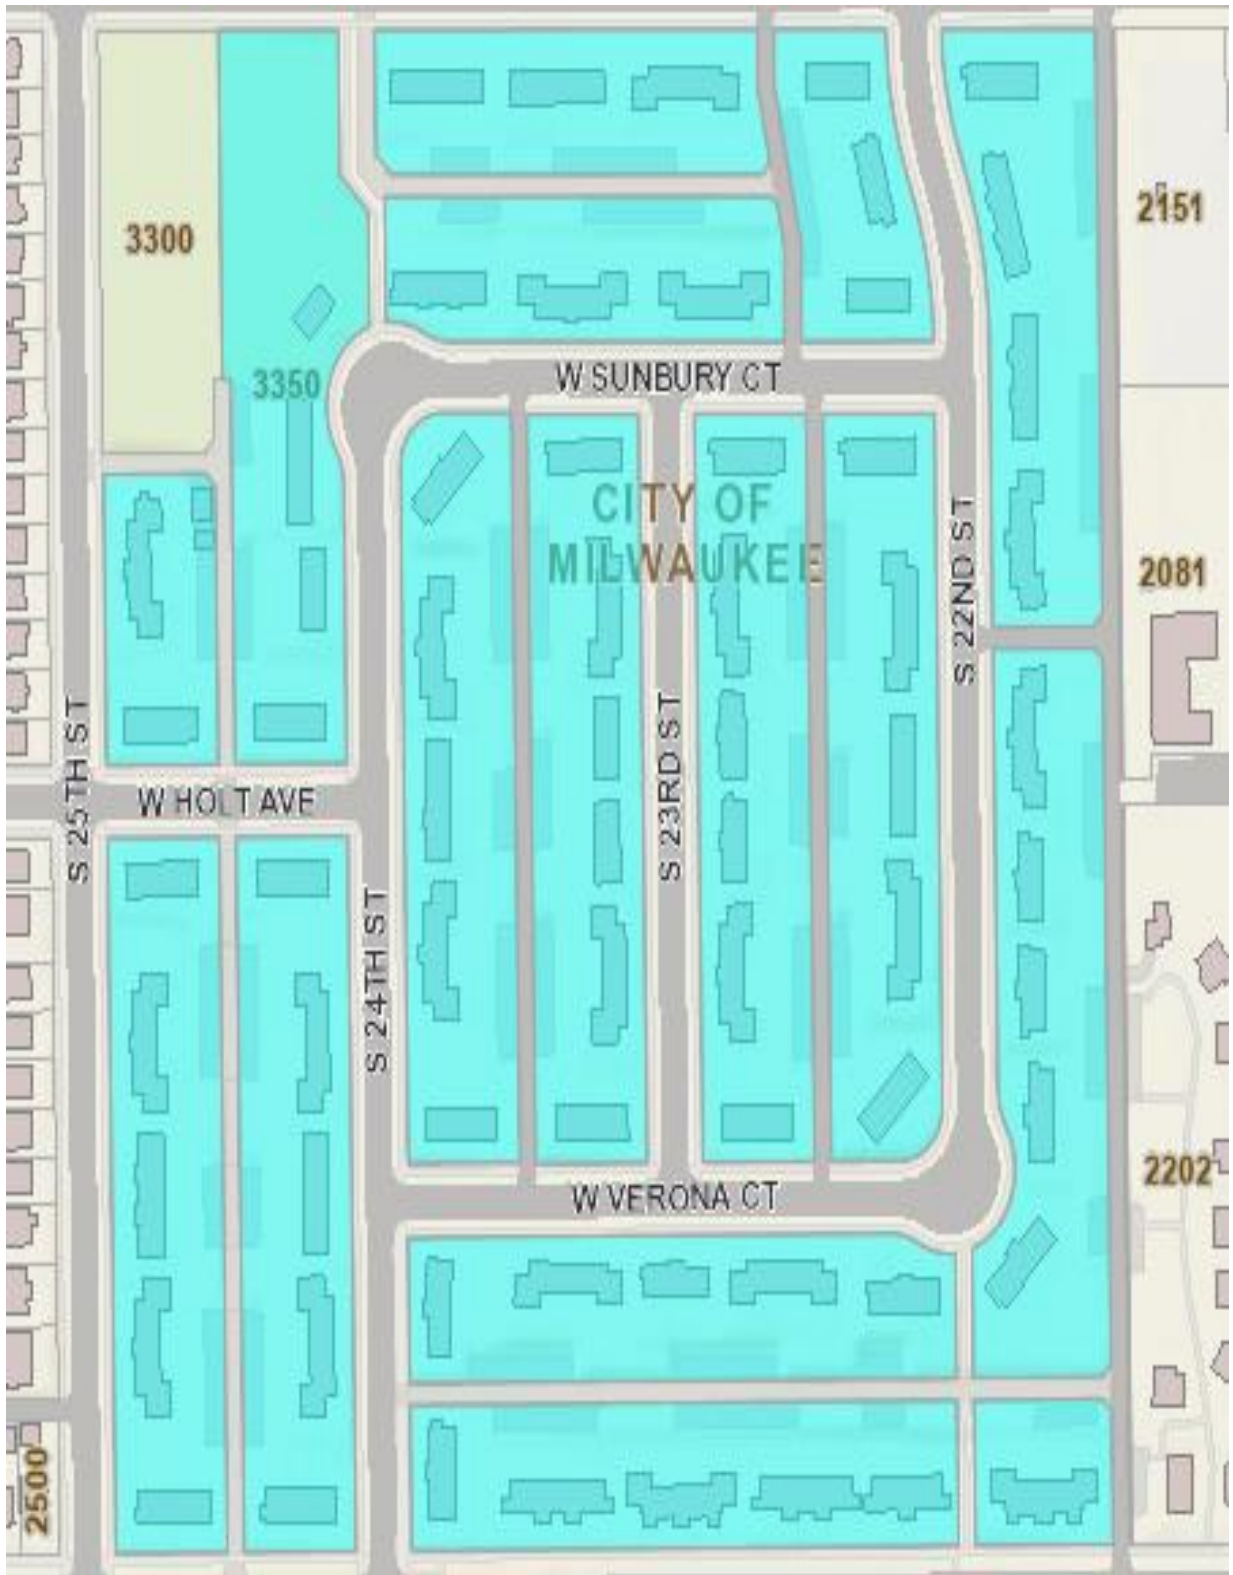 3300
2151
W SUNBURY CT
3350
CITY OF
MILWAUKEE
2081
S 22ND ST
S 25TH ST
S 23RD ST
W HOLT AVE
S 24TH ST
2202
W VERONA CT
2500